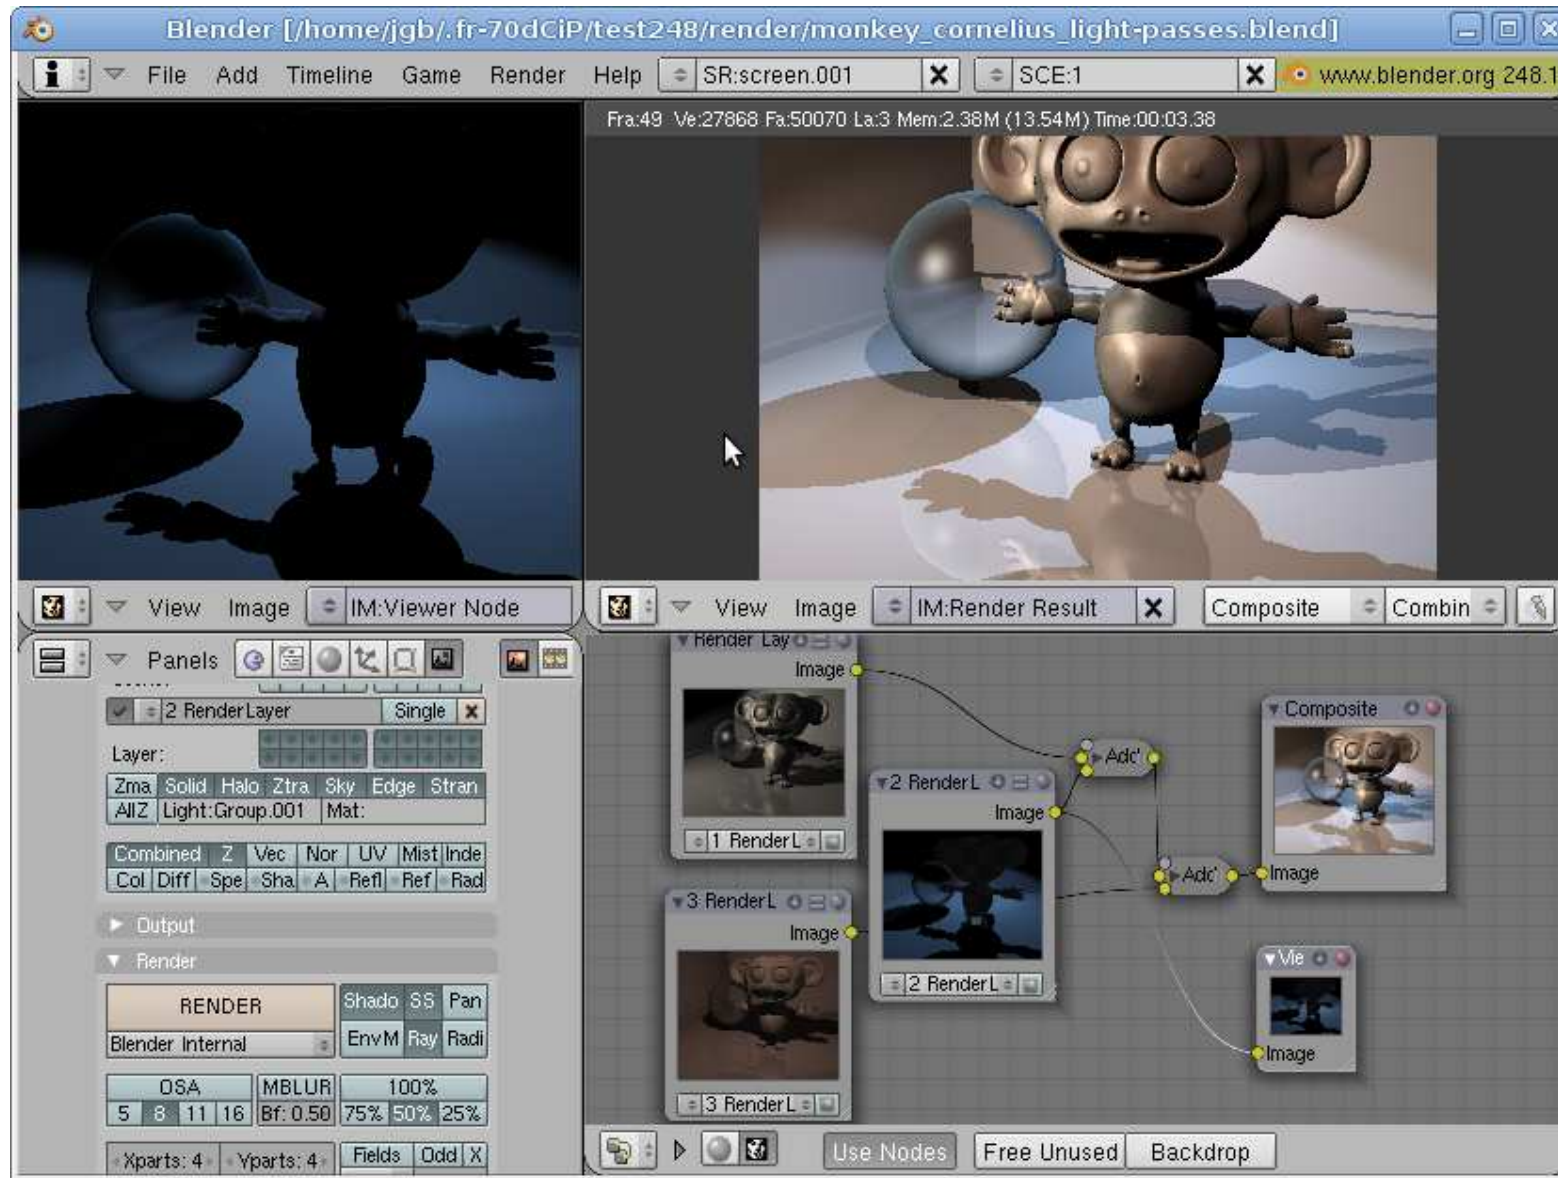 Blender [/home/jgb/.fr-70dCiP/test248/render/monkey_cornelius_light-passes.blend]
File Add Timeline Game Render Help SR:screen.001 X SCE:1 X www.blender.org 248.1
Fra:49 Ve:27868 Fa:50070 La:3 Mem:2.38M (13.54M) Time:00:03.38
View Image IM:Viewer Node
View Image IM:Render Result X Composite Combin
Panels
2 RenderLayer Single X
Layer:
Zma Solid Halo Ztra Sky Edge Stran
AllZ Light:Group.001 Mat:
Combined Z Vec Nor UV Mist Inde
Col Diff Spe Sha A Refl Ref Rad
Output
Render
RENDER Shado SS Pan
Blender Internal EnvM Ray Radi
OSA MBLUR 100%
5 8 11 16 Bf: 0.50 75% 50% 25%
Xparts: 4 Yparts: 4 Fields Odd X
Render Lay
Image
1 RenderL
2 RenderL
Image
2 RenderL
3 RenderL
Image
3 RenderL
Add'
Add'
Composite
Image
Vie
Image
Use Nodes Free Unused Backdrop